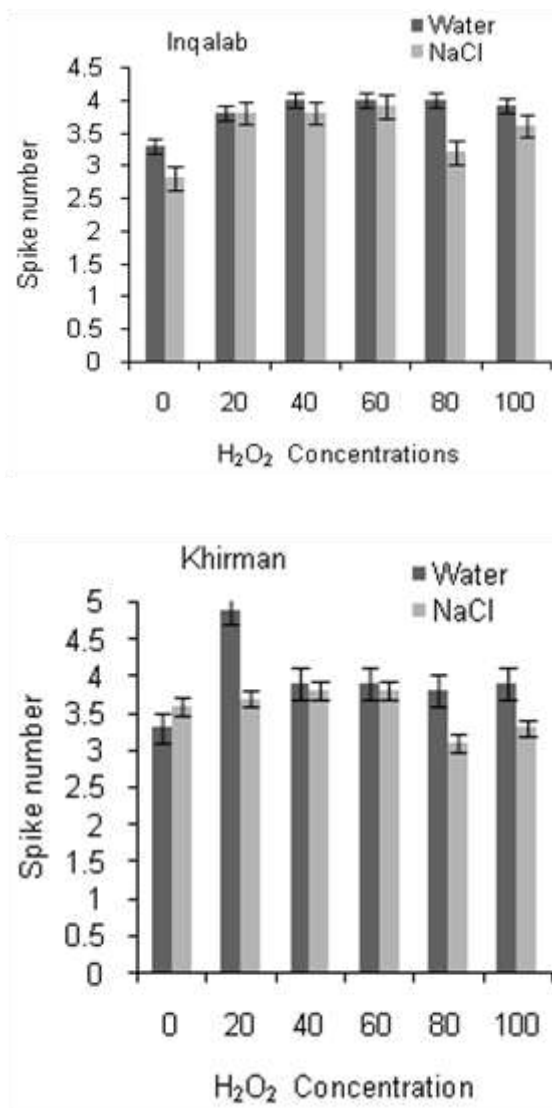 Inqalab
Water
NaCl
4.5
4
3.5
3
2.5
2
1.5
1
0.5
0
Spike number
0 20 40 60 80 100
H₂O₂ Concentrations
Khirman
Water
NaCl
5
4.5
4
3.5
3
2.5
2
1.5
1
0.5
0
Spike number
0 20 40 60 80 100
H₂O₂ Concentration